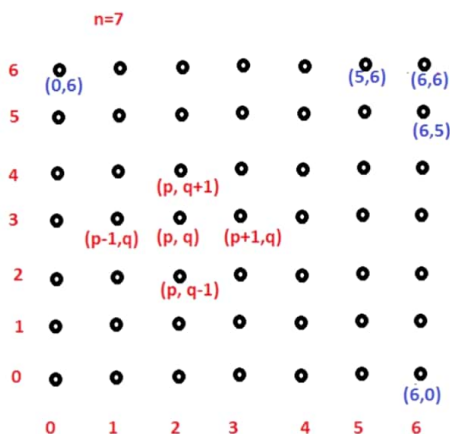 n=7
6
(0,6) (5,6) (6,6)
5
(6,5)
4
(p, q+1)
3
(p-1,q) (p, q) (p+1,q)
2
(p, q-1)
1
0
(6,0)
0 1 2 3 4 5 6